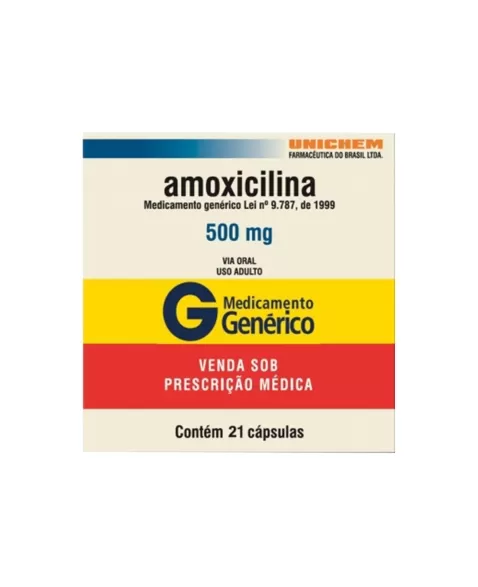 UNICHEM
FARMACÊUTICA DO BRASIL LTDA.
amoxicilina
Medicamento genérico Lei nº 9.787, de 1999
500 mg
VIA ORAL
USO ADULTO
G Medicamento
Genérico
VENDA SOB
PRESCRIÇÃO MÉDICA
Contém 21 cápsulas